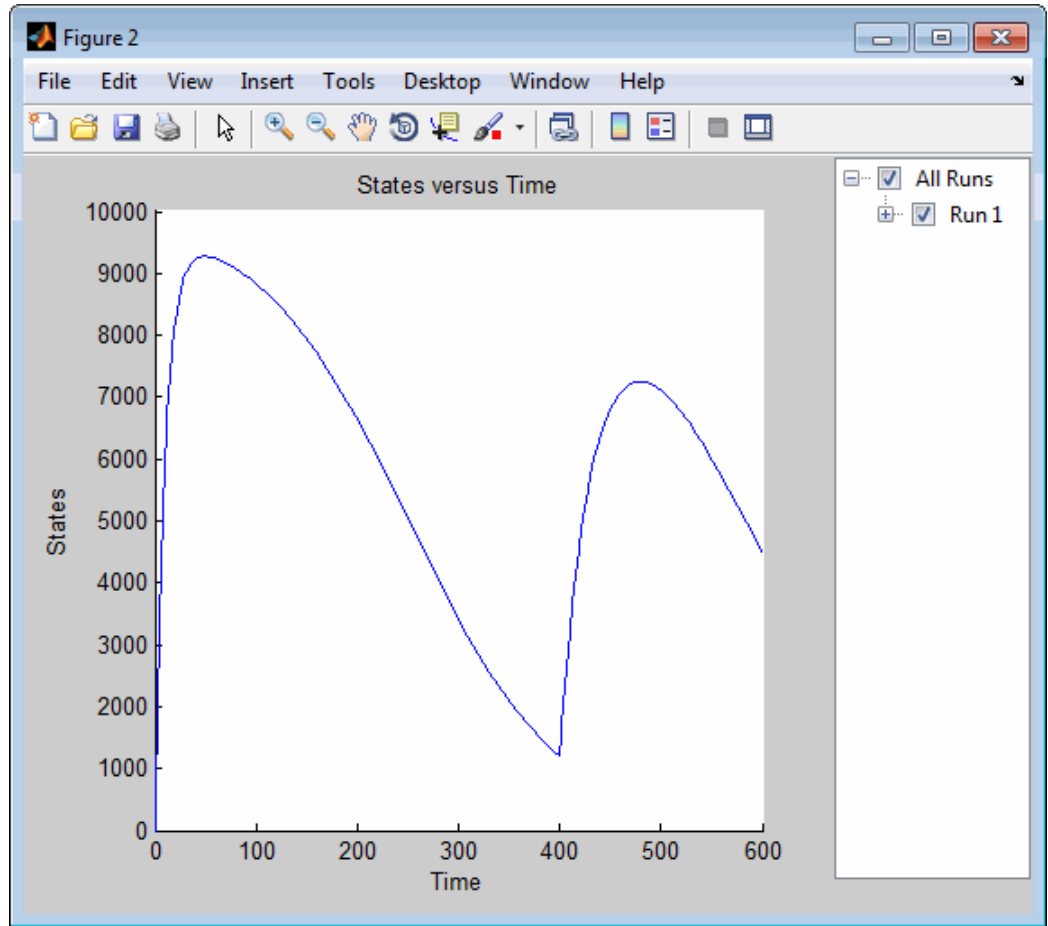 Figure 2
File Edit View Insert Tools Desktop Window Help
All Runs
Run 1
States versus Time
10000
9000
8000
7000
6000
5000
4000
3000
2000
1000
0
States
0 100 200 300 400 500 600
Time